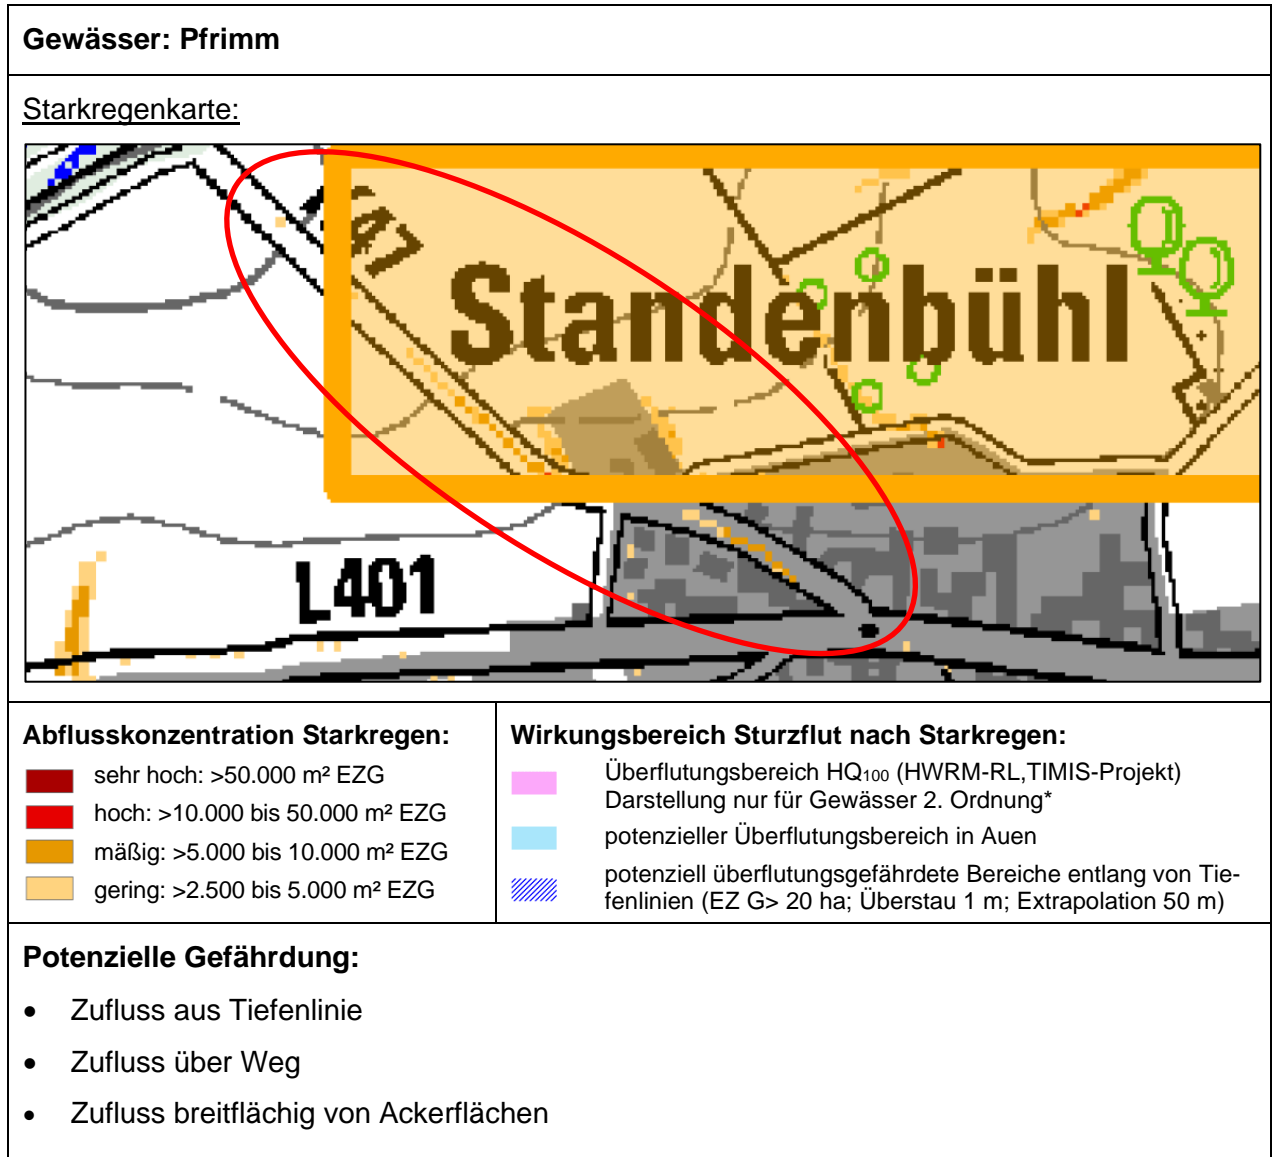 Gewässer: Pfrimm
Starkregenkarte:
L47
Standenbühl
L401
Abflusskonzentration Starkregen:
sehr hoch: >50.000 m² EZG
hoch: >10.000 bis 50.000 m² EZG
mäßig: >5.000 bis 10.000 m² EZG
gering: >2.500 bis 5.000 m² EZG
Wirkungsbereich Sturzflut nach Starkregen:
Überflutungsbereich HQ₁₀₀ (HWRM-RL,TIMIS-Projekt)
Darstellung nur für Gewässer 2. Ordnung*
potenzieller Überflutungsbereich in Auen
potenziell überflutungsgefährdete Bereiche entlang von Tie-
fenlinien (EZ G> 20 ha; Überstau 1 m; Extrapolation 50 m)
Potenzielle Gefährdung:
• Zufluss aus Tiefenlinie
• Zufluss über Weg
• Zufluss breitflächig von Ackerflächen